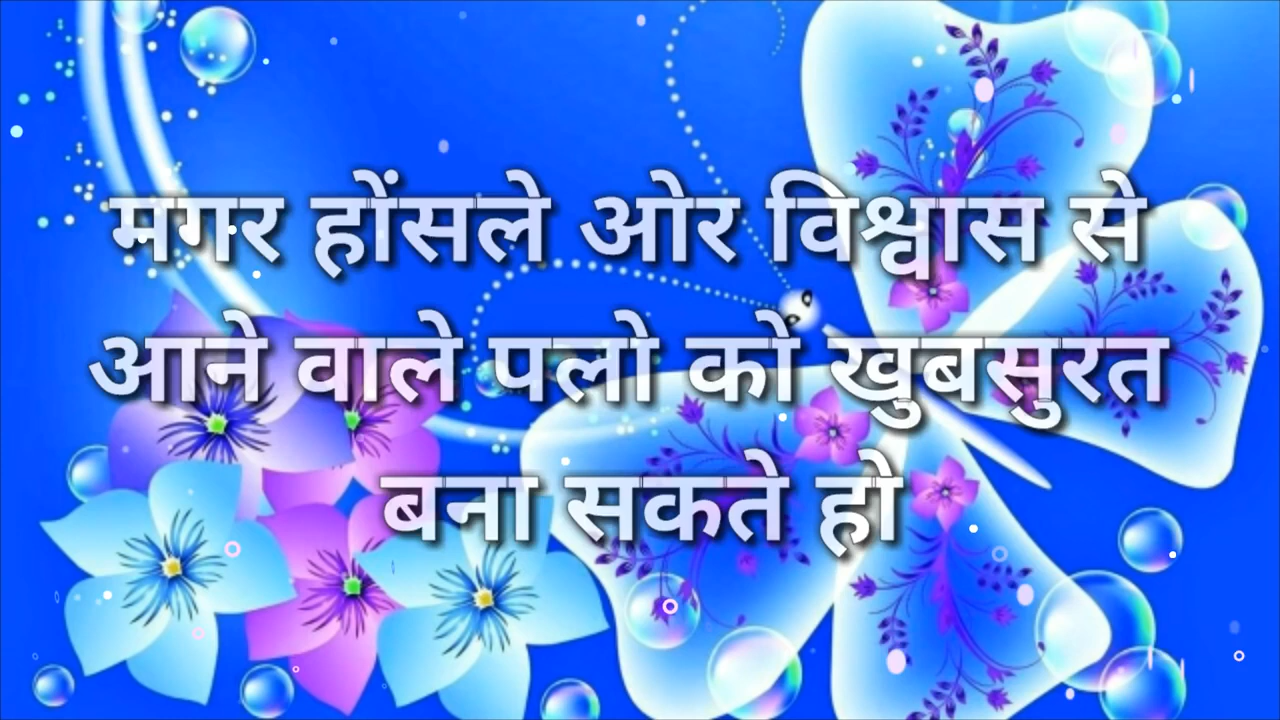 मगर होंसले ओर विश्वास से
आने वाले पलो को खुबसुरत
बना सकते हो